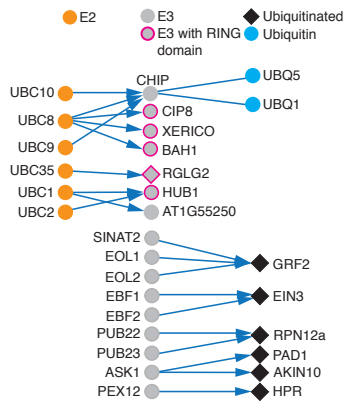 E2
E3
Ubiquitinated
E3 with RING
domain
Ubiquitin
CHIP
UBC10
UBQ5
UBC8
CIP8
UBQ1
XERICO
UBC9
BAH1
UBC35
RGLG2
UBC1
HUB1
UBC2
AT1G55250
SINAT2
EOL1
GRF2
EOL2
EBF1
EIN3
EBF2
PUB22
RPN12a
PUB23
PAD1
ASK1
AKIN10
PEX12
HPR